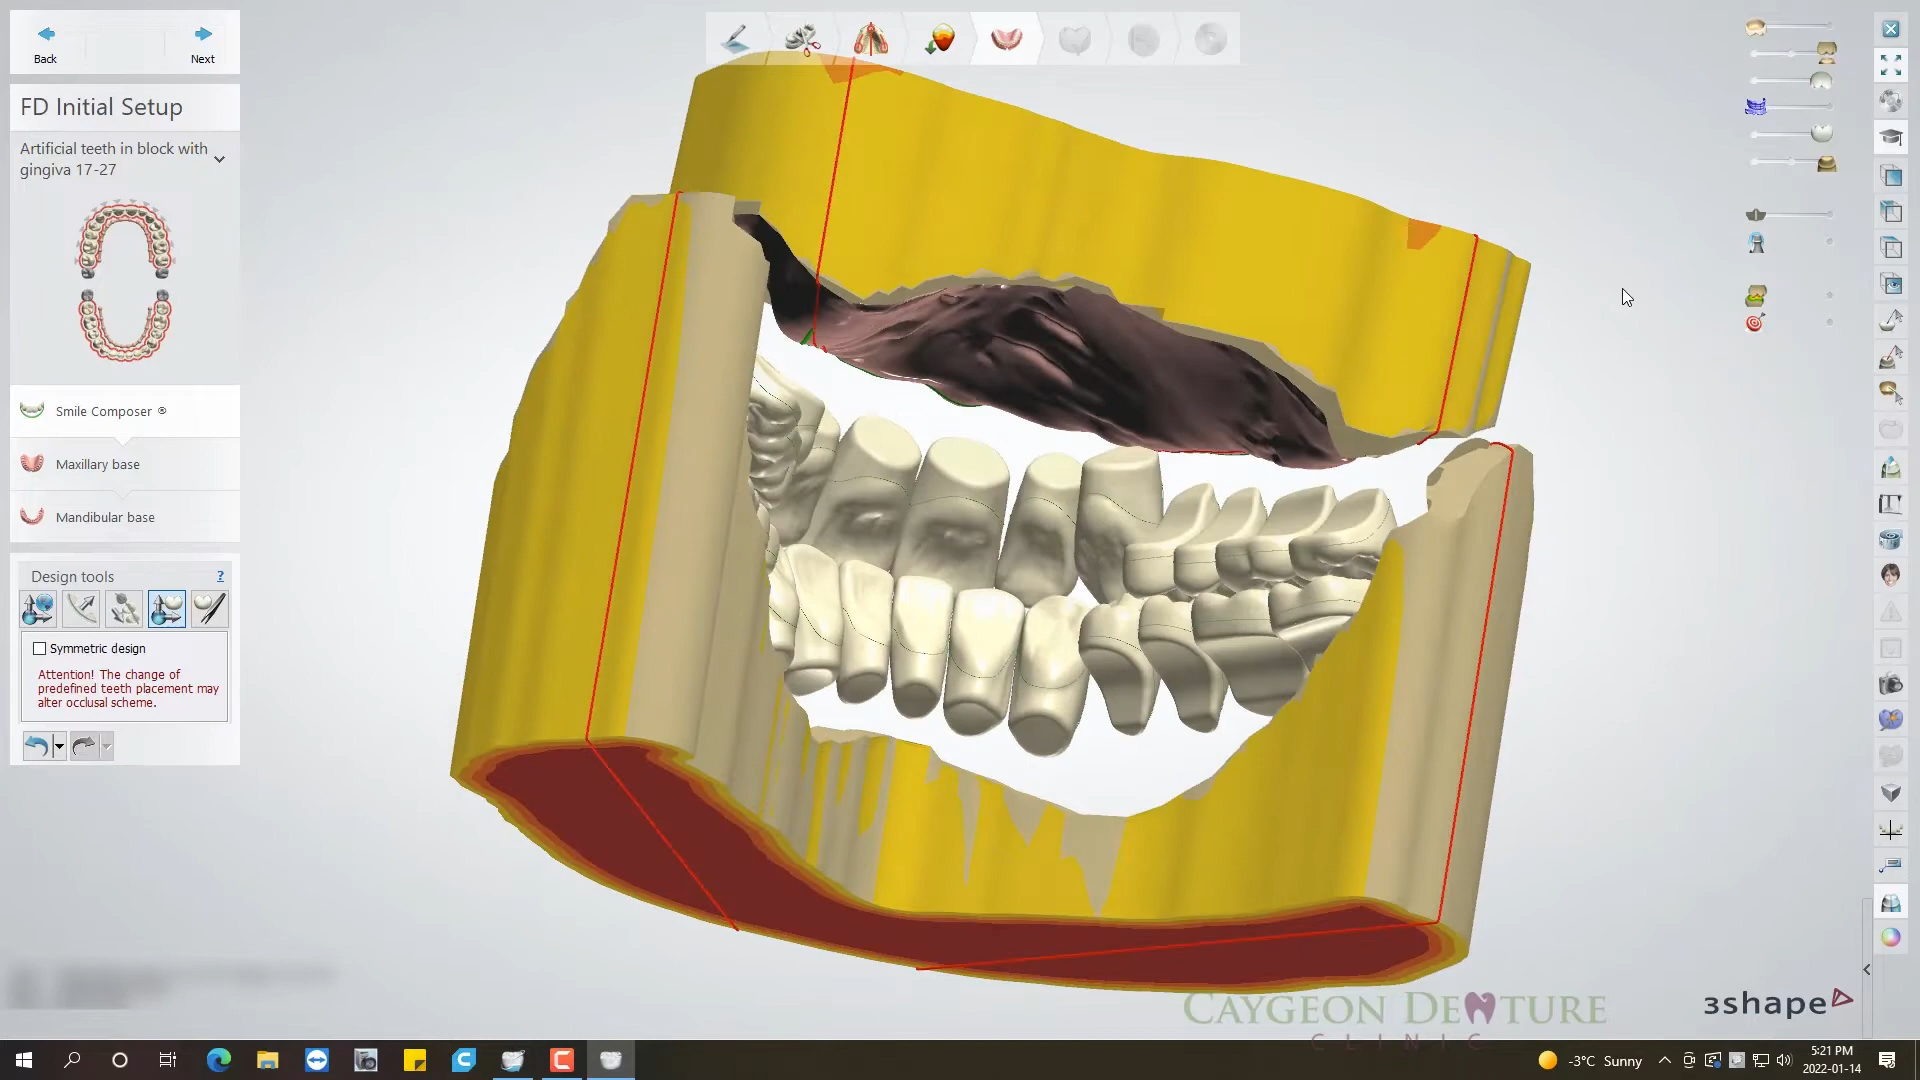 Back
Next
FD Initial Setup
Artificial teeth in block with
gingiva 17-27
Smile Composer ®
Maxillary base
Mandibular base
Design tools
?
Symmetric design
Attention! The change of
predefined teeth placement may
alter occlusal scheme.
CAYGEON DENTURE
CLINIC
3shape
-3°C Sunny
5:21 PM
2022-01-14